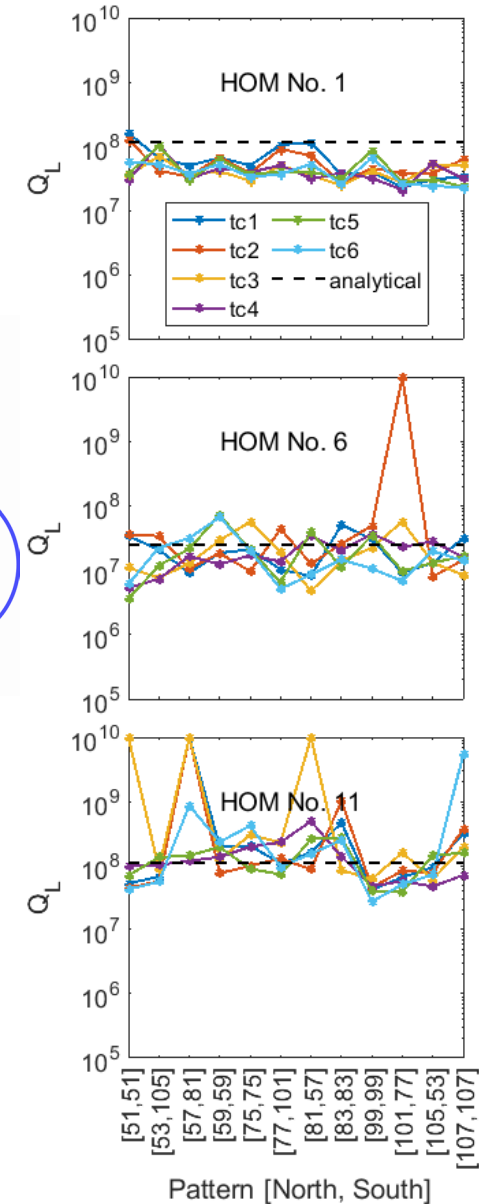 10^10
10^9
HOM No. 1
10^8
Q_L
10^7
tc1
tc2
tc3
tc4
tc5
tc6
analytical
10^6
10^5
10^10
10^9
HOM No. 6
10^8
Q_L
10^7
10^6
10^5
10^10
10^9
HOM No. 11
10^8
Q_L
10^7
10^6
10^5
[51,51]
[53,105]
[57,81]
[59,59]
[75,75]
[77,101]
[81,57]
[83,83]
[99,99]
[101,77]
[105,53]
[107,107]
Pattern [North, South]